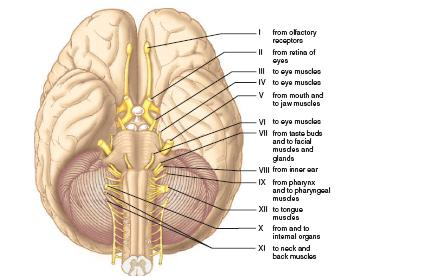 I from olfactory
receptors
II from retina of
eyes
III to eye muscles
IV to eye muscles
V from mouth and
to jaw muscles
VI to eye muscles
VII from taste buds
and to facial
muscles and
glands
VIII from inner ear
IX from pharynx
and to pharyngeal
muscles
XII to tongue
muscles
X from and to
internal organs
XI to neck and
back muscles